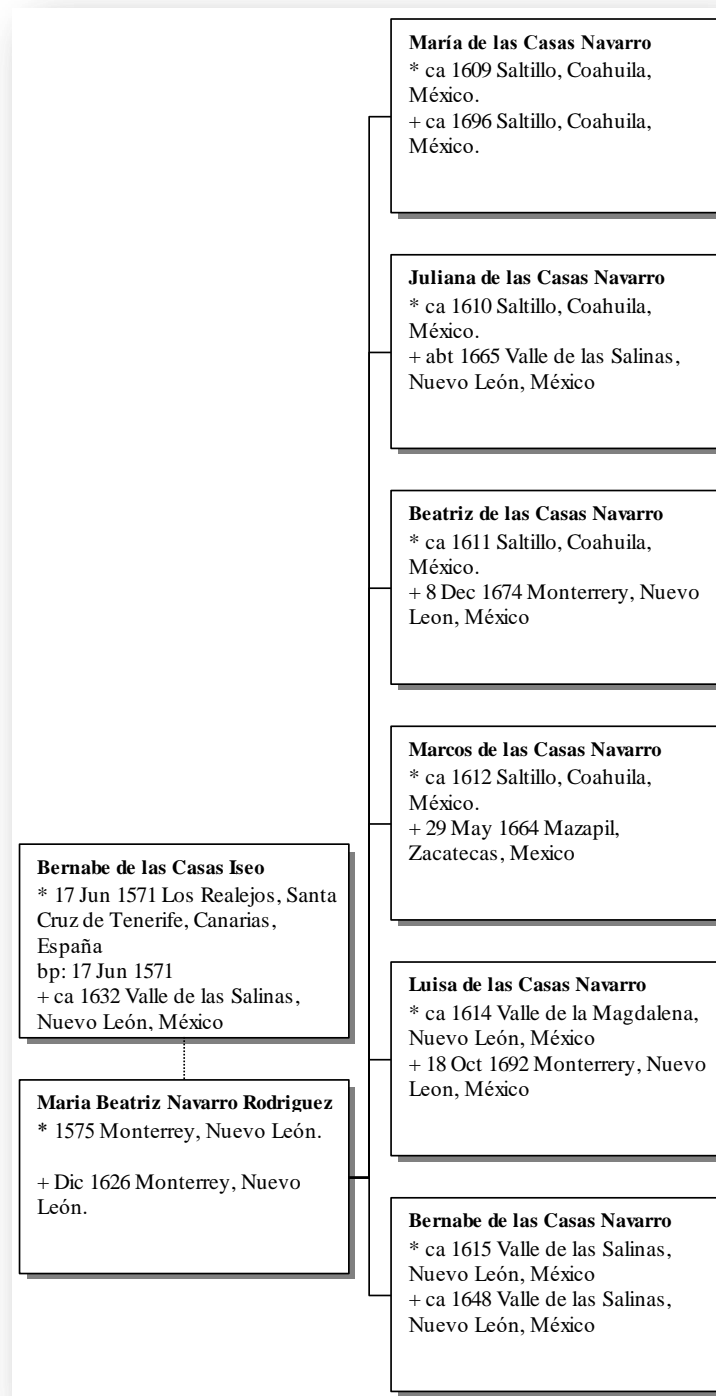 María de las Casas Navarro
* ca 1609 Saltillo, Coahuila,
México.
+ ca 1696 Saltillo, Coahuila,
México.
Juliana de las Casas Navarro
* ca 1610 Saltillo, Coahuila,
México.
+ abt 1665 Valle de las Salinas,
Nuevo León, México
Beatriz de las Casas Navarro
* ca 1611 Saltillo, Coahuila,
México.
+ 8 Dec 1674 Monterrery, Nuevo
Leon, México
Marcos de las Casas Navarro
* ca 1612 Saltillo, Coahuila,
México.
+ 29 May 1664 Mazapil,
Zacatecas, Mexico
Bernabe de las Casas Iseo
* 17 Jun 1571 Los Realejos, Santa
Cruz de Tenerife, Canarias,
España
bp: 17 Jun 1571
+ ca 1632 Valle de las Salinas,
Nuevo León, México
Luisa de las Casas Navarro
* ca 1614 Valle de la Magdalena,
Nuevo León, México
+ 18 Oct 1692 Monterrery, Nuevo
Leon, México
Maria Beatriz Navarro Rodriguez
* 1575 Monterrey, Nuevo León.
+ Dic 1626 Monterrey, Nuevo
León.
Bernabe de las Casas Navarro
* ca 1615 Valle de las Salinas,
Nuevo León, México
+ ca 1648 Valle de las Salinas,
Nuevo León, México